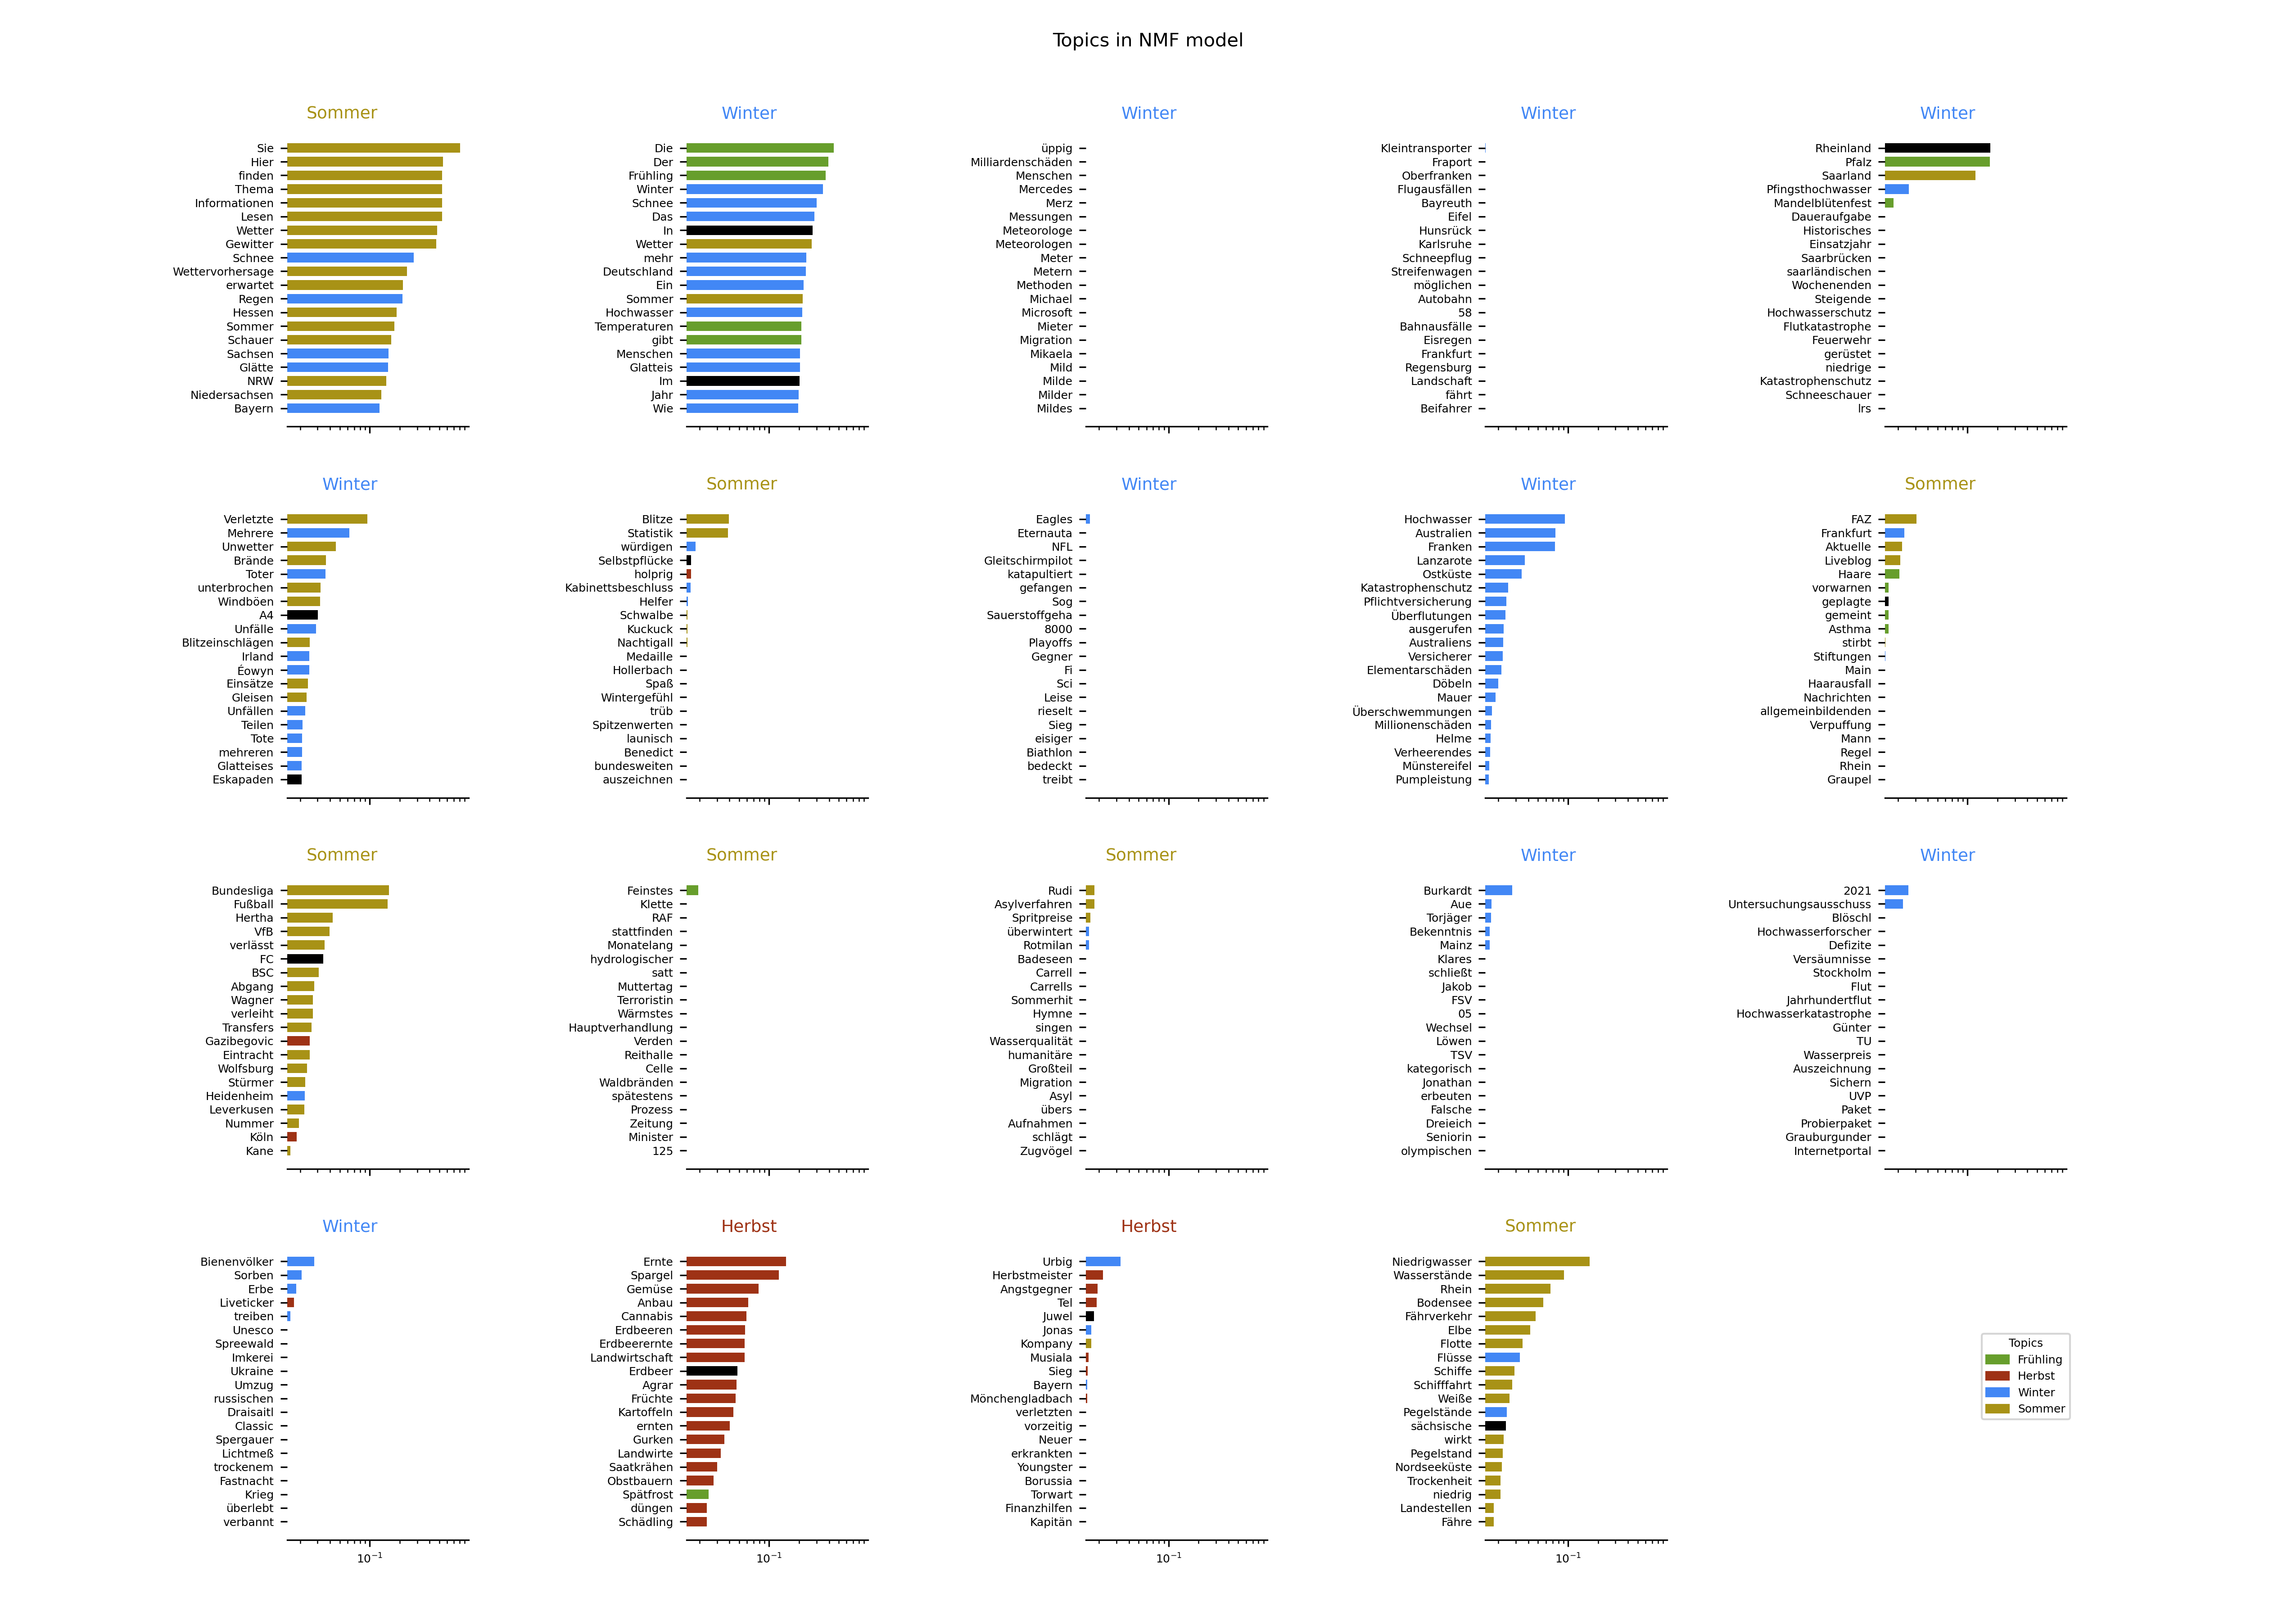 Topics in NMF model
Sommer
Sie
Hier
finden
Thema
Informationen
Lesen
Wetter
Gewitter
Schnee
Wettervorhersage
erwartet
Regen
Hessen
Sommer
Schauer
Sachsen
Glätte
NRW
Niedersachsen
Bayern
Winter
Die
Der
Frühling
Winter
Schnee
Das
In
Wetter
mehr
Deutschland
Ein
Sommer
Hochwasser
Temperaturen
gibt
Menschen
Glatteis
Im
Jahr
Wie
Winter
üppig
Milliardenschäden
Menschen
Mercedes
Merz
Messungen
Meteorologe
Meteorologen
Meter
Metern
Methoden
Michael
Microsoft
Mieter
Migration
Mikaela
Mild
Milde
Milder
Mildes
Winter
Kleintransporter
Fraport
Oberfranken
Flugausfällen
Bayreuth
Eifel
Hunsrück
Karlsruhe
Schneepflug
Streifenwagen
möglichen
Autobahn
58
Bahnausfälle
Eisregen
Frankfurt
Regensburg
Landschaft
fährt
Beifahrer
Winter
Rheinland
Pfalz
Saarland
Pfingsthochwasser
Mandelblütenfest
Daueraufgabe
Historisches
Einsatzjahr
Saarbrücken
saarländischen
Wochenenden
Steigende
Hochwasserschutz
Flutkatastrophe
Feuerwehr
gerüstet
niedrige
Katastrophenschutz
Schneeschauer
lrs
Winter
Verletzte
Mehrere
Unwetter
Brände
Toter
unterbrochen
Windböen
A4
Unfälle
Blitzeinschlägen
Irland
Éowyn
Einsätze
Gleisen
Unfällen
Teilen
Tote
mehreren
Glatteises
Eskapaden
Sommer
Blitze
Statistik
würdigen
Selbstpflücke
holprig
Kabinettsbeschluss
Helfer
Schwalbe
Kuckuck
Nachtigall
Medaille
Hollerbach
Spaß
Wintergefühl
trüb
Spitzenwerten
launisch
Benedict
bundesweiten
auszeichnen
Winter
Eagles
Eternauta
NFL
Gleitschirmpilot
katapultiert
gefangen
Sog
Sauerstoffgeha
8000
Playoffs
Gegner
Fi
Sci
Leise
rieselt
Sieg
eisiger
Biathlon
bedeckt
treibt
Winter
Hochwasser
Australien
Franken
Lanzarote
Ostküste
Katastrophenschutz
Pflichtversicherung
Überflutungen
ausgerufen
Australiens
Versicherer
Elementarschäden
Döbeln
Mauer
Überschwemmungen
Millionenschäden
Helme
Verheerendes
Münstereifel
Pumpleistung
Sommer
FAZ
Frankfurt
Aktuelle
Liveblog
Haare
vorwarnen
geplagte
gemeint
Asthma
stirbt
Stiftungen
Main
Haarausfall
Nachrichten
allgemeinbildenden
Verpuffung
Mann
Regel
Rhein
Graupel
Sommer
Bundesliga
Fußball
Hertha
VfB
verlässt
FC
BSC
Abgang
Wagner
verleiht
Transfers
Gazibegovic
Eintracht
Wolfsburg
Stürmer
Heidenheim
Leverkusen
Nummer
Köln
Kane
Sommer
Feinstes
Klette
RAF
stattfinden
Monatelang
hydrologischer
satt
Muttertag
Terroristin
Wärmstes
Hauptverhandlung
Verden
Reithalle
Celle
Waldbränden
spätestens
Prozess
Zeitung
Minister
125
Sommer
Rudi
Asylverfahren
Spritpreise
überwintert
Rotmilan
Badeseen
Carrell
Carrells
Sommerhit
Hymne
singen
Wasserqualität
humanitäre
Großteil
Migration
Asyl
übers
Aufnahmen
schlägt
Zugvögel
Winter
Burkardt
Aue
Torjäger
Bekenntnis
Mainz
Klares
schließt
Jakob
FSV
05
Wechsel
Löwen
TSV
kategorisch
Jonathan
erbeuten
Falsche
Dreieich
Seniorin
olympischen
Winter
2021
Untersuchungsausschuss
Blöschl
Hochwasserforscher
Defizite
Versäumnisse
Stockholm
Flut
Jahrhundertflut
Hochwasserkatastrophe
Günter
TU
Wasserpreis
Auszeichnung
Sichern
UVP
Paket
Probierpaket
Grauburgunder
Internetportal
Winter
Bienenvölker
Sorben
Erbe
Liveticker
treiben
Unesco
Spreewald
Imkerei
Ukraine
Umzug
russischen
Draisaitl
Classic
Spergauer
Lichtmeß
trockenem
Fastnacht
Krieg
überlebt
verbannt
10⁻¹
Herbst
Ernte
Spargel
Gemüse
Anbau
Cannabis
Erdbeeren
Erdbeerernte
Landwirtschaft
Erdbeer
Agrar
Früchte
Kartoffeln
ernten
Gurken
Landwirte
Saatkrähen
Obstbauern
Spätfrost
düngen
Schädling
10⁻¹
Herbst
Urbig
Herbstmeister
Angstgegner
Tel
Juwel
Jonas
Kompany
Musiala
Sieg
Bayern
Mönchengladbach
verletzten
vorzeitig
Neuer
erkrankten
Youngster
Borussia
Torwart
Finanzhilfen
Kapitän
10⁻¹
Sommer
Niedrigwasser
Wasserstände
Rhein
Bodensee
Fährverkehr
Elbe
Flotte
Flüsse
Schiffe
Schifffahrt
Weiße
Pegelstände
sächsische
wirkt
Pegelstand
Nordseeküste
Trockenheit
niedrig
Landestellen
Fähre
10⁻¹
Topics
Frühling
Herbst
Winter
Sommer